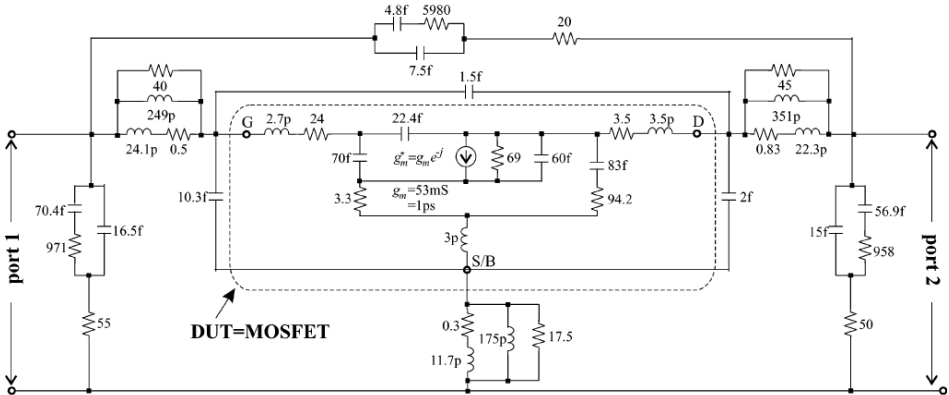 4.8f 5980
20
7.5f
1.5f
40
249p
24.1p 0.5
45
351p
0.83 22.3p
G 2.7p 24 22.4f 3.5 3.5p D
70f
g*m=gm e-j
69 60f 83f
gm=53mS
=1ps
3.3
94.2
10.3f
2f
3p
S/B
70.4f
16.5f
971
55
56.9f
15f
958
50
port 1
port 2
DUT=MOSFET
0.3
175p
17.5
11.7p